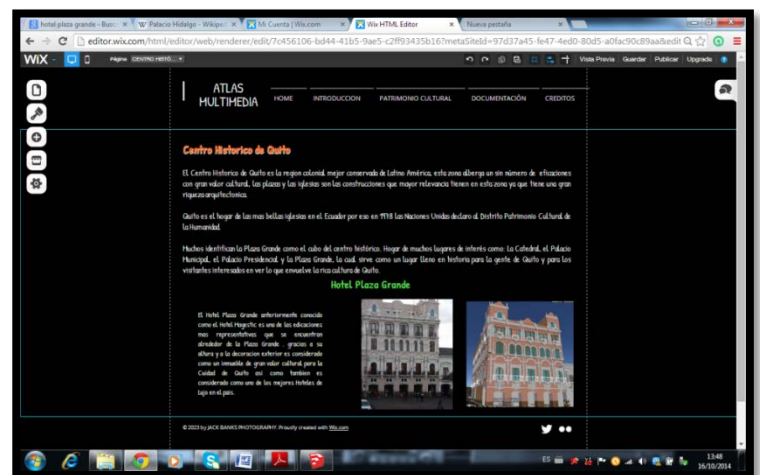 hotel plaza grande - Busc
Palacio Hidalgo - Wikipe
Mi Cuenta | Wix.com
Wix HTML Editor
Nueva pestaña
editor.wix.com/html/editor/web/renderer/edit/7c456106-bd44-41b5-9ae5-c2ff93435b16?metaSiteId=97d37a45-fe47-4ed0-80d5-a0fac90c89aa&edit
WIX
Página CENTRO HISTÓ...
Vista Previa Guardar Publicar Upgrade
ATLAS
MULTIMEDIA
HOME INTRODUCCION PATRIMONIO CULTURAL DOCUMENTACIÓN CREDITOS
Centro Historico de Quito
El Centro Historico de Quito es la region colonial mejor conservada de Latino América, esta zona alberga un sin número de eficaciones
con gran valor cultural, las plazas y las iglesias son las construcciones que mayor relevancia tienen en esta zona ya que tiene una gran
riqueza arquitectonica.
Quito es el hogar de las mas bellas iglesias en el Ecuador por eso en 1978 las Naciones Unidas declaro al Distrito Patrimonio Cultural de
la Humanidad.
Muchos identifican la Plaza Grande como el cubo del centro histórico. Hogar de muchos lugares de interés como: la Catedral, el Palacio
Municipal, el Palacio Presidencial y la Plaza Grande, la cual sirve como un lugar lleno en historia para la gente de Quito y para los
visitantes interesados en ver lo que envuelve la rica cultura de Quito.
Hotel Plaza Grande
El Hotel Plaza Grande anteriormente conocido
como el Hotel Magestic es una de las edicaciones
mas representativas que se encuentran
alrededor de la Plaza Grande , gracias a su
altura y a la decoracion exterior es considerado
como un inmueble de gran valor cultural para la
Cuidad de Quito asi como tambien es
considerado como uno de los mejores Hoteles de
lujo en el pais.
© 2023 by JACK BANKS PHOTOGRAPHY. Proudly created with Wix.com
ES
13:48
16/10/2014